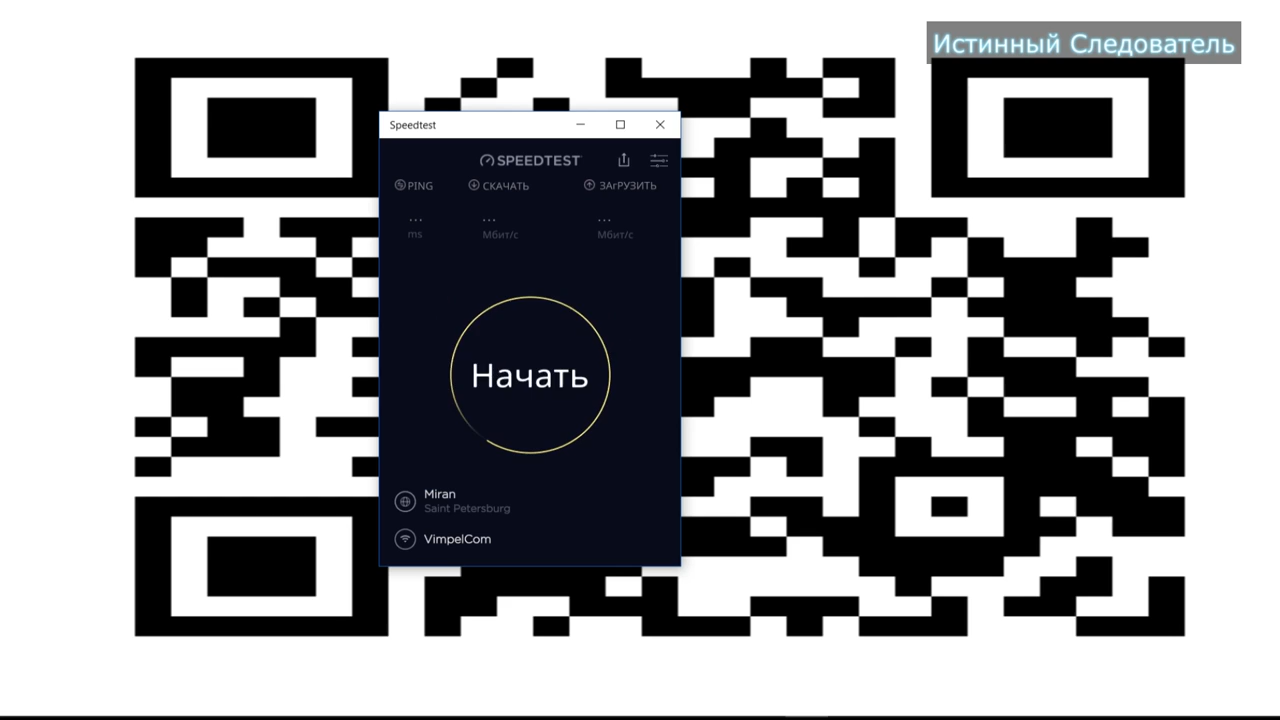 Истинный Следователь
Speedtest
SPEEDTEST
PING СКАЧАТЬ ЗАгРУЗИТЬ
... ... ...
ms Мбит/с Мбит/с
Начать
Miran
Saint Petersburg
VimpelCom